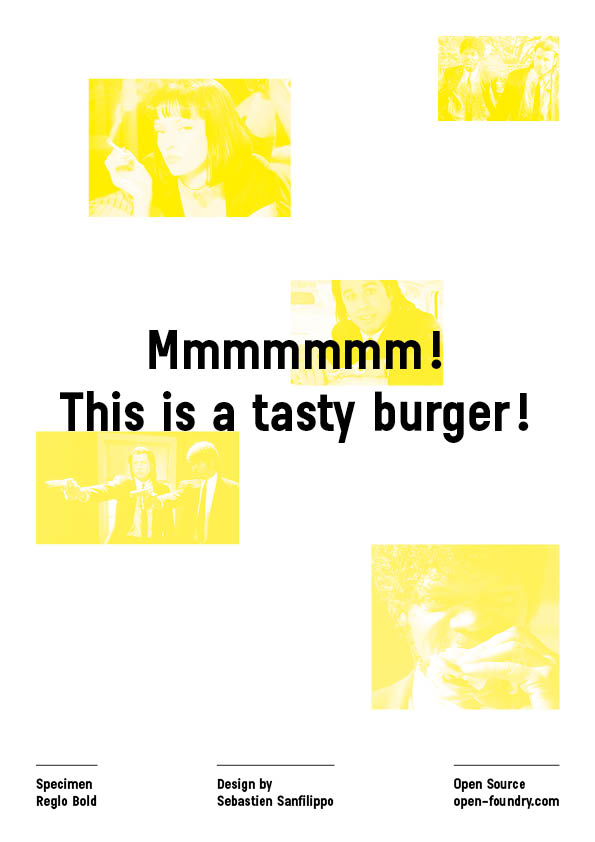 Mmmmmmm!
This is a tasty burger!
Specimen
Reglo Bold
Design by
Sebastien Sanfilippo
Open Source
open-foundry.com